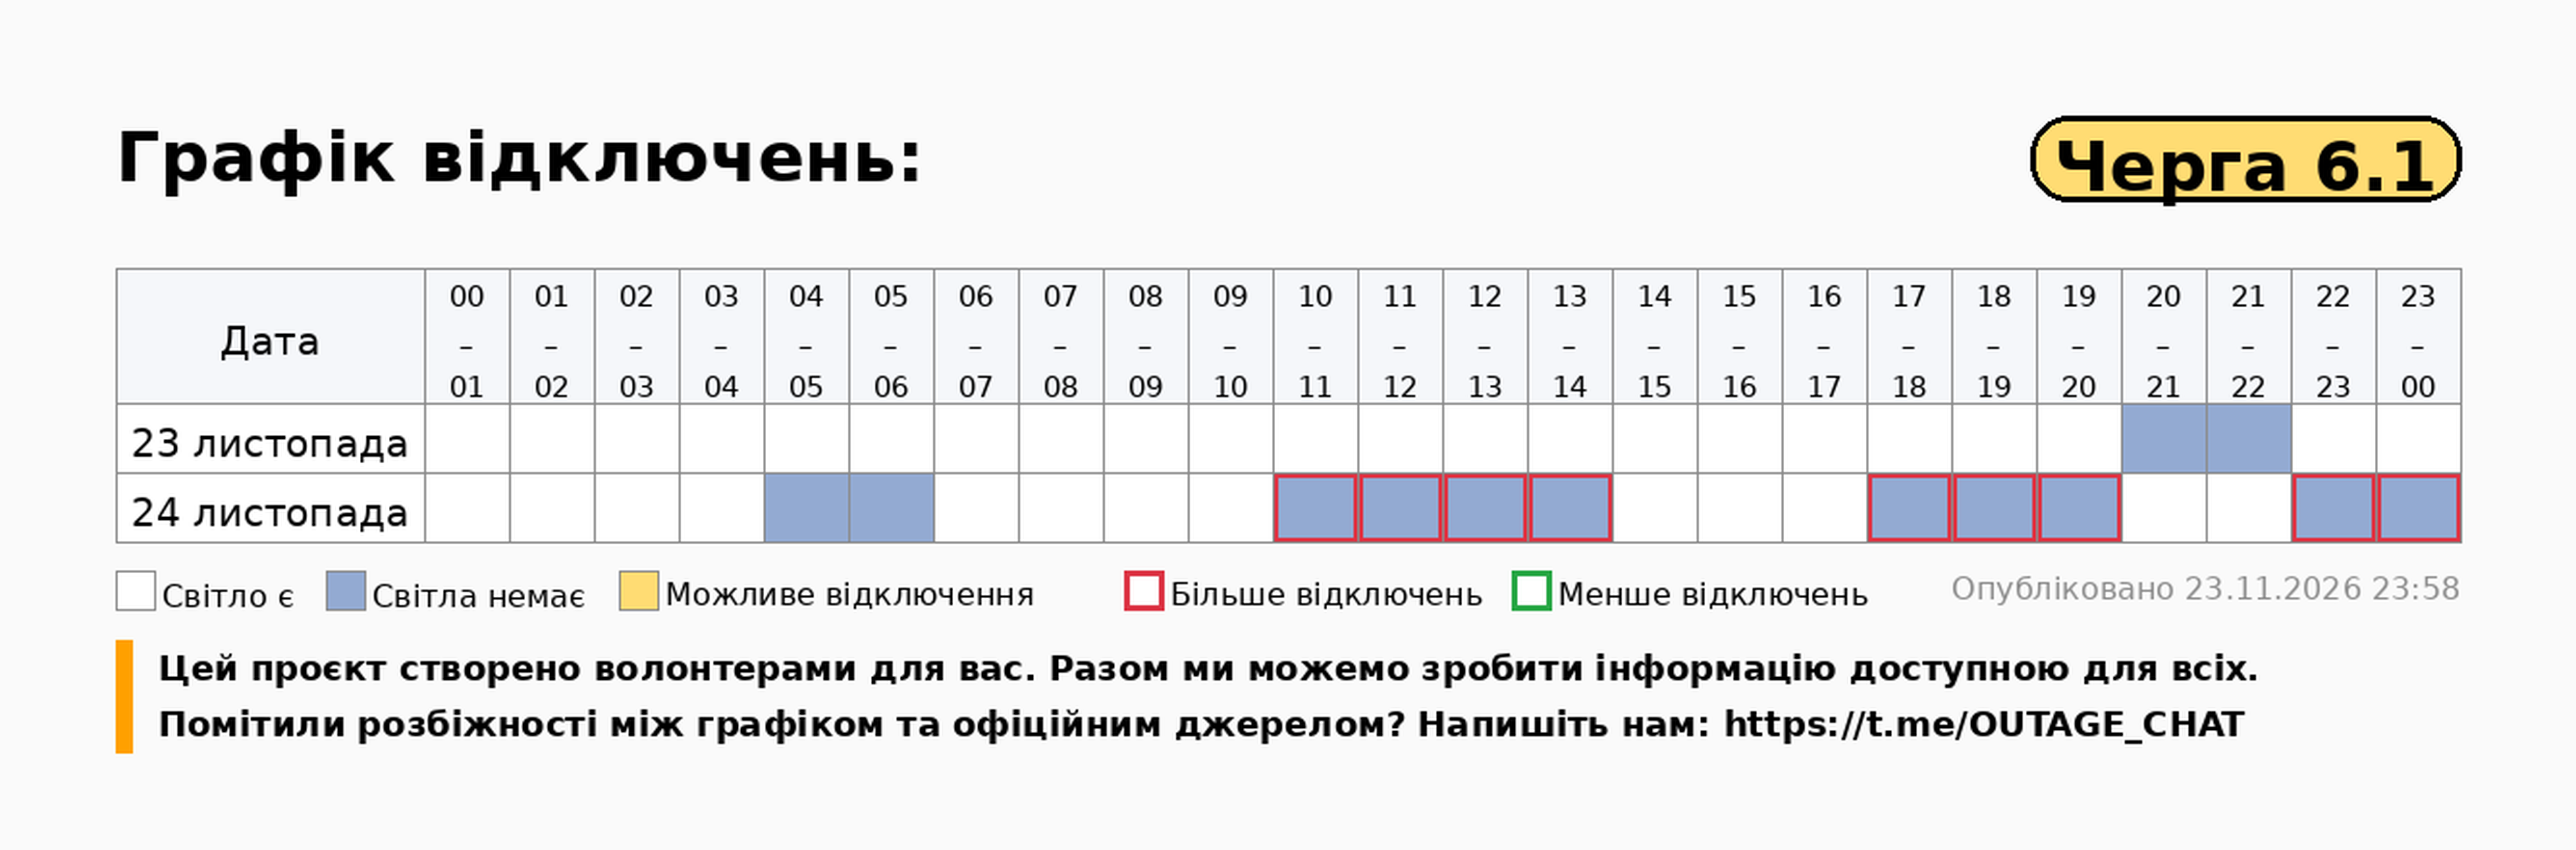 Графік відключень:
Черга 6.1
Дата
00 – 01
01 – 02
02 – 03
03 – 04
04 – 05
05 – 06
06 – 07
07 – 08
08 – 09
09 – 10
10 – 11
11 – 12
12 – 13
13 – 14
14 – 15
15 – 16
16 – 17
17 – 18
18 – 19
19 – 20
20 – 21
21 – 22
22 – 23
23 – 00
23 листопада
24 листопада
Світло є
Світла немає
Можливе відключення
Більше відключень
Менше відключень
Опубліковано 23.11.2026 23:58
Цей проєкт створено волонтерами для вас. Разом ми можемо зробити інформацію доступною для всіх.
Помітили розбіжності між графіком та офіційним джерелом? Напишіть нам: https://t.me/OUTAGE_CHAT